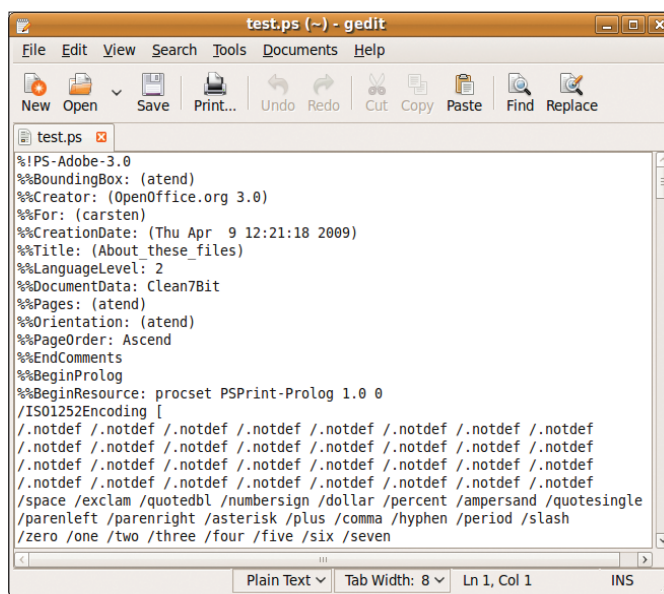 test.ps (~) - gedit
File Edit View Search Tools Documents Help
New Open Save Print... Undo Redo Cut Copy Paste Find Replace
test.ps
%!PS-Adobe-3.0
%%BoundingBox: (atend)
%%Creator: (OpenOffice.org 3.0)
%%For: (carsten)
%%CreationDate: (Thu Apr  9 12:21:18 2009)
%%Title: (About_these_files)
%%LanguageLevel: 2
%%DocumentData: Clean7Bit
%%Pages: (atend)
%%Orientation: (atend)
%%PageOrder: Ascend
%%EndComments
%%BeginProlog
%%BeginResource: procset PSPrint-Prolog 1.0 0
/ISO1252Encoding [
/.notdef /.notdef /.notdef /.notdef /.notdef /.notdef /.notdef /.notdef
/.notdef /.notdef /.notdef /.notdef /.notdef /.notdef /.notdef /.notdef
/.notdef /.notdef /.notdef /.notdef /.notdef /.notdef /.notdef /.notdef
/.notdef /.notdef /.notdef /.notdef /.notdef /.notdef /.notdef /.notdef
/space /exclam /quotedbl /numbersign /dollar /percent /ampersand /quotesingle
/parenleft /parenright /asterisk /plus /comma /hyphen /period /slash
/zero /one /two /three /four /five /six /seven
Plain Text Tab Width: 8 Ln 1, Col 1 INS